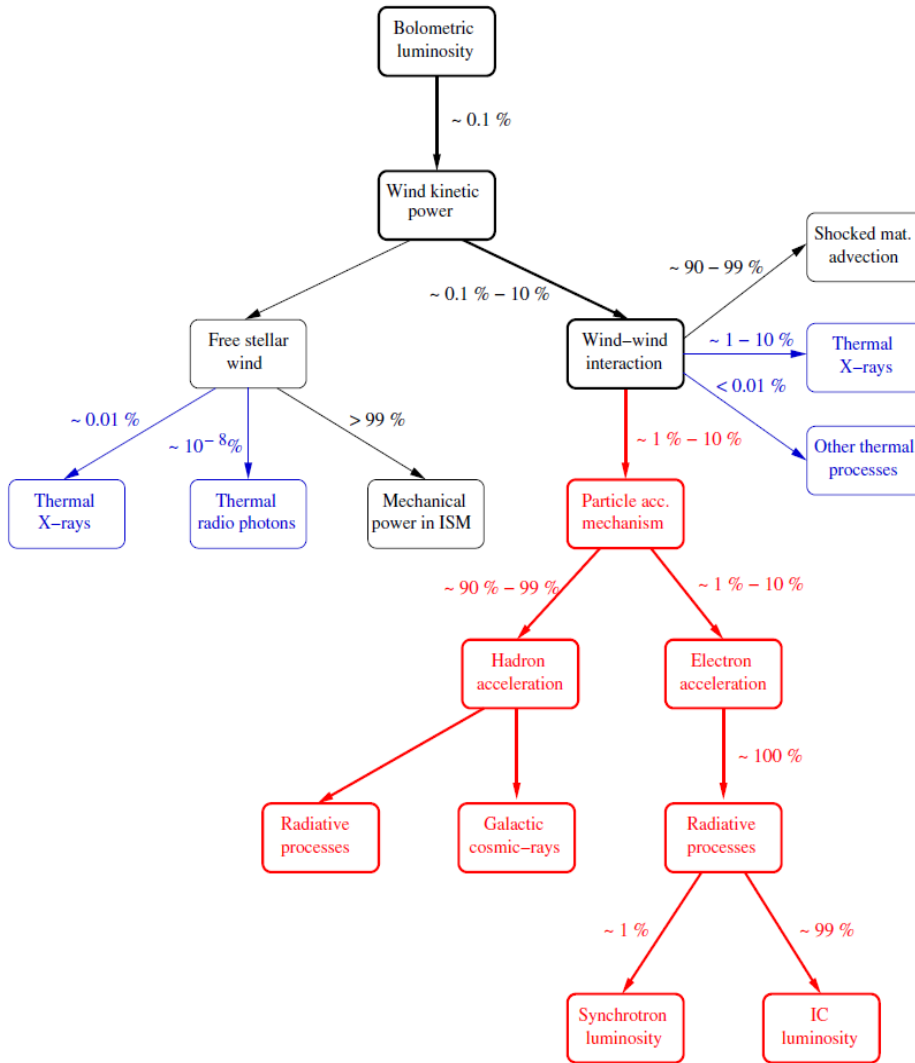 Bolometric
luminosity
~ 0.1 %
Wind kinetic
power
~ 0.1 % − 10 %
Free stellar
wind
Wind−wind
interaction
~ 90 − 99 %
Shocked mat.
advection
~ 1 − 10 %
Thermal
X−rays
< 0.01 %
Other thermal
processes
~ 0.01 %
~ 10⁻⁸%
> 99 %
Thermal
X−rays
Thermal
radio photons
Mechanical
power in ISM
~ 1 % − 10 %
Particle acc.
mechanism
~ 90 % − 99 %
~ 1 % − 10 %
Hadron
acceleration
Electron
acceleration
~ 100 %
Radiative
processes
Galactic
cosmic−rays
Radiative
processes
~ 1 %
~ 99 %
Synchrotron
luminosity
IC
luminosity